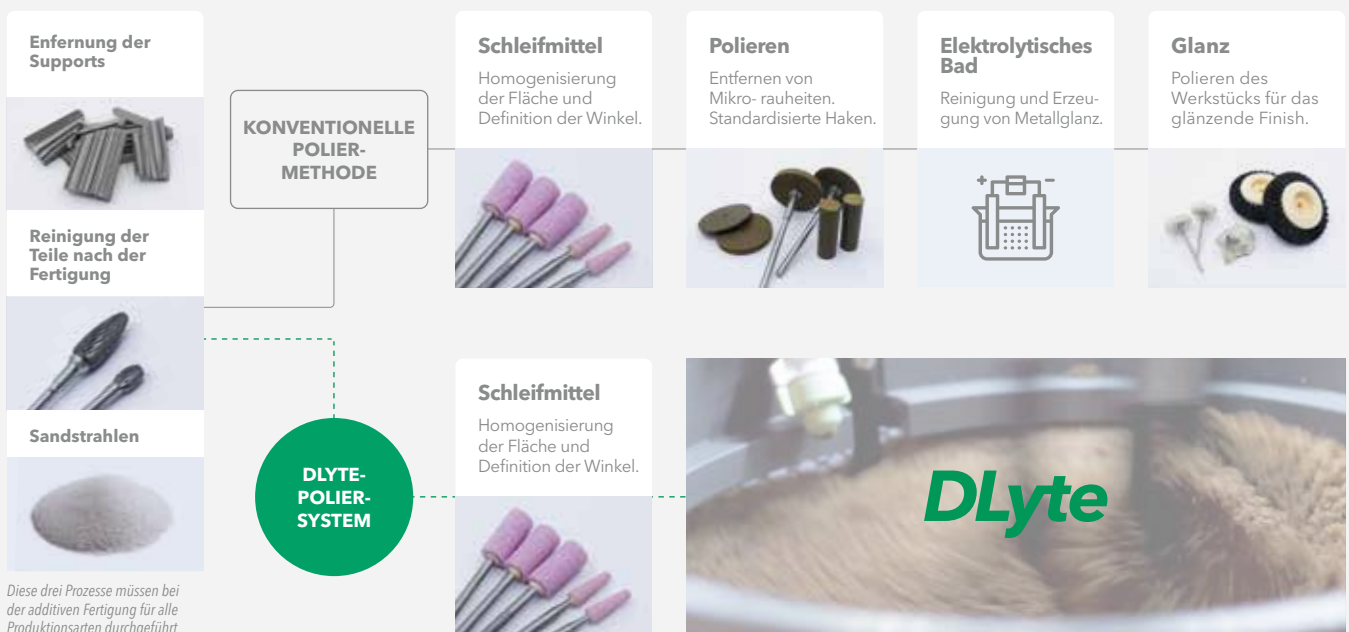 Enfernung der
Supports
Reinigung der
Teile nach der
Fertigung
Sandstrahlen
Diese drei Prozesse müssen bei
der additiven Fertigung für alle
Produktionsarten durchgeführt
KONVENTIONELLE
POLIER-
METHODE
Schleifmittel
Homogenisierung
der Fläche und
Definition der Winkel.
Polieren
Entfernen von
Mikro- rauheiten.
Standardisierte Haken.
Elektrolytisches
Bad
Reinigung und Erzeu-
gung von Metallglanz.
Glanz
Polieren des
Werkstücks für das
glänzende Finish.
DLYTE-
POLIER-
SYSTEM
Schleifmittel
Homogenisierung
der Fläche und
Definition der Winkel.
DLyte